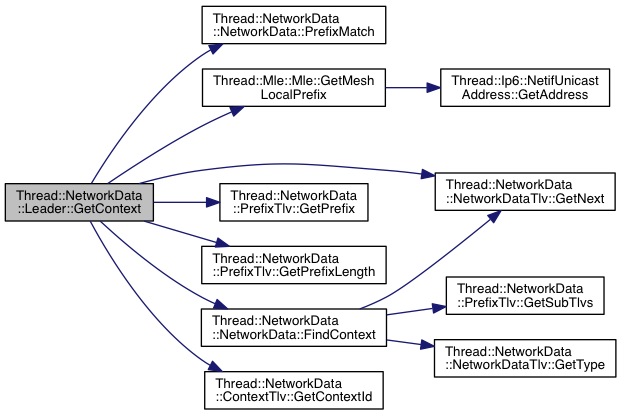 Thread::NetworkData
::Leader::GetContext
Thread::NetworkData
::NetworkData::PrefixMatch
Thread::Mle::Mle::GetMesh
LocalPrefix
Thread::NetworkData
::PrefixTlv::GetPrefix
Thread::NetworkData
::PrefixTlv::GetPrefixLength
Thread::NetworkData
::NetworkData::FindContext
Thread::NetworkData
::ContextTlv::GetContextId
Thread::Ip6::NetifUnicast
Address::GetAddress
Thread::NetworkData
::NetworkDataTlv::GetNext
Thread::NetworkData
::PrefixTlv::GetSubTlvs
Thread::NetworkData
::NetworkDataTlv::GetType